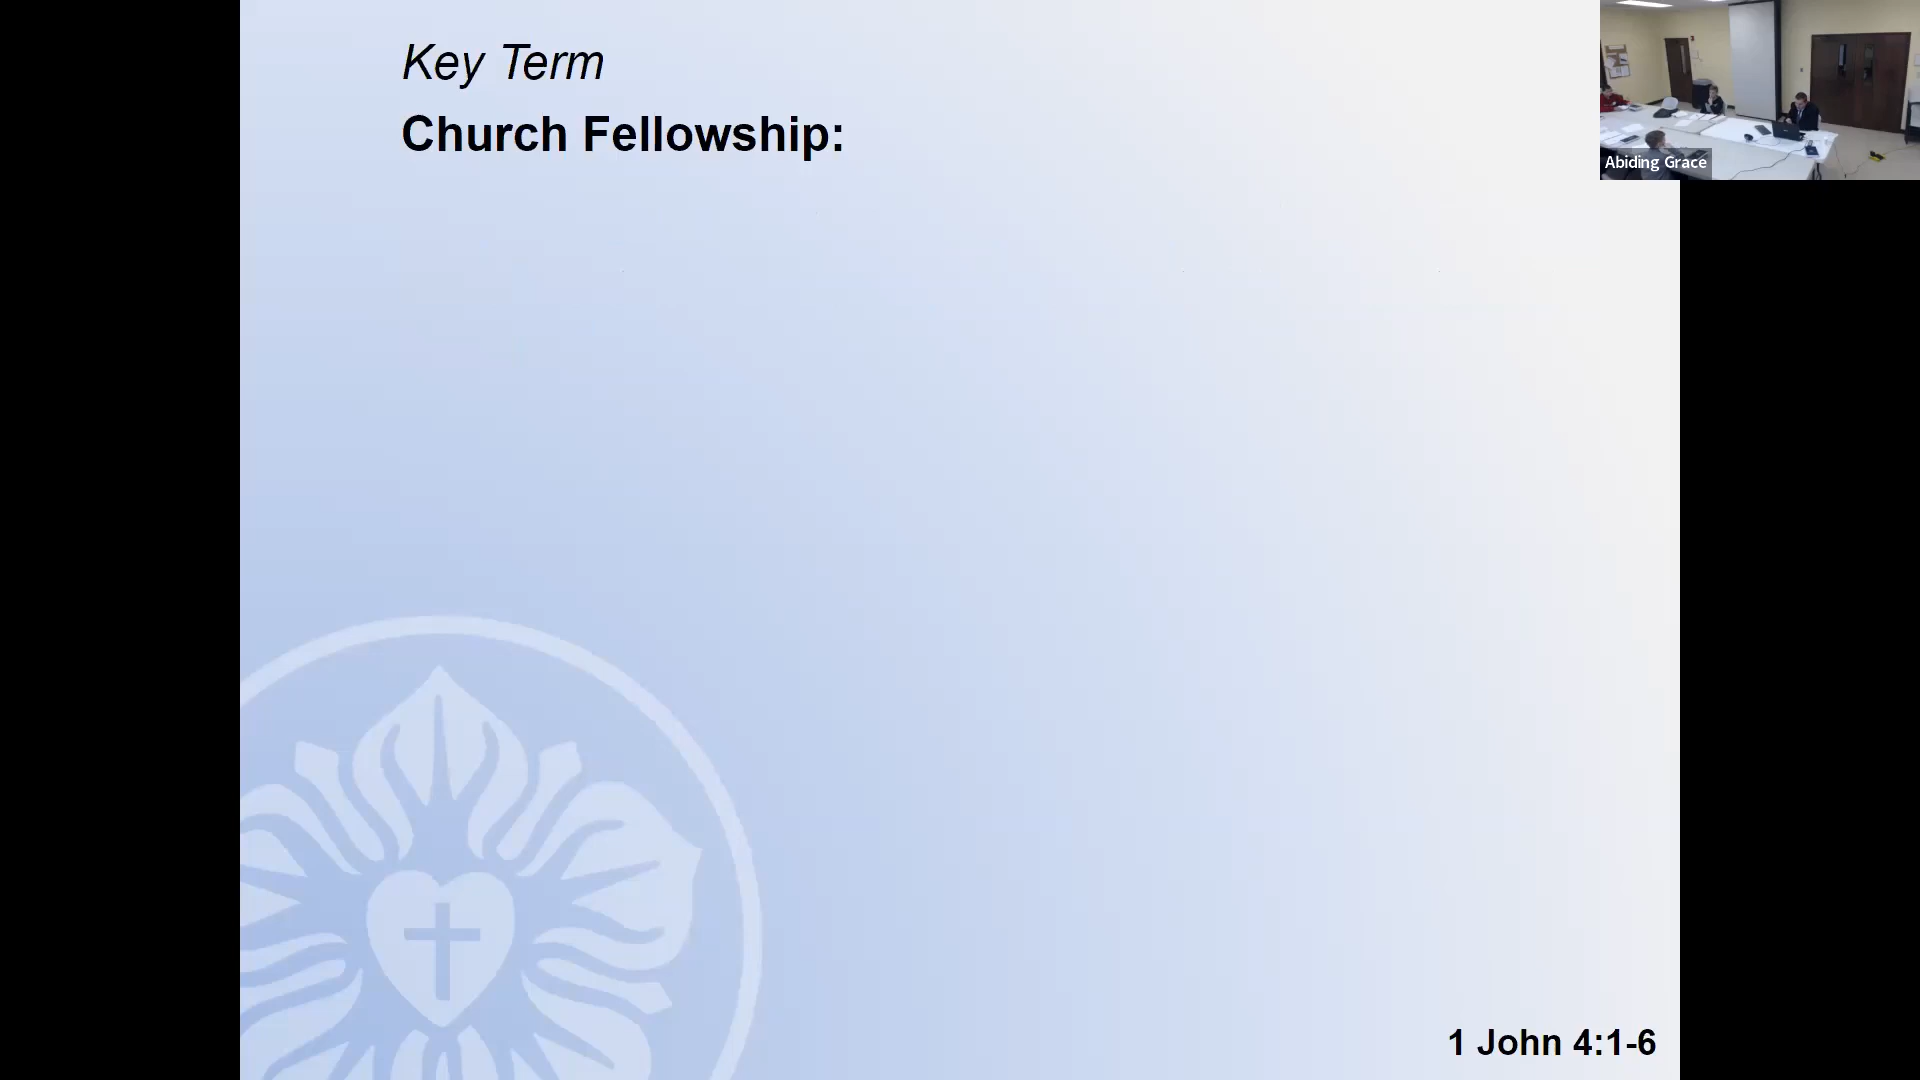 Key Term
Church Fellowship:
Abiding Grace
1 John 4:1-6